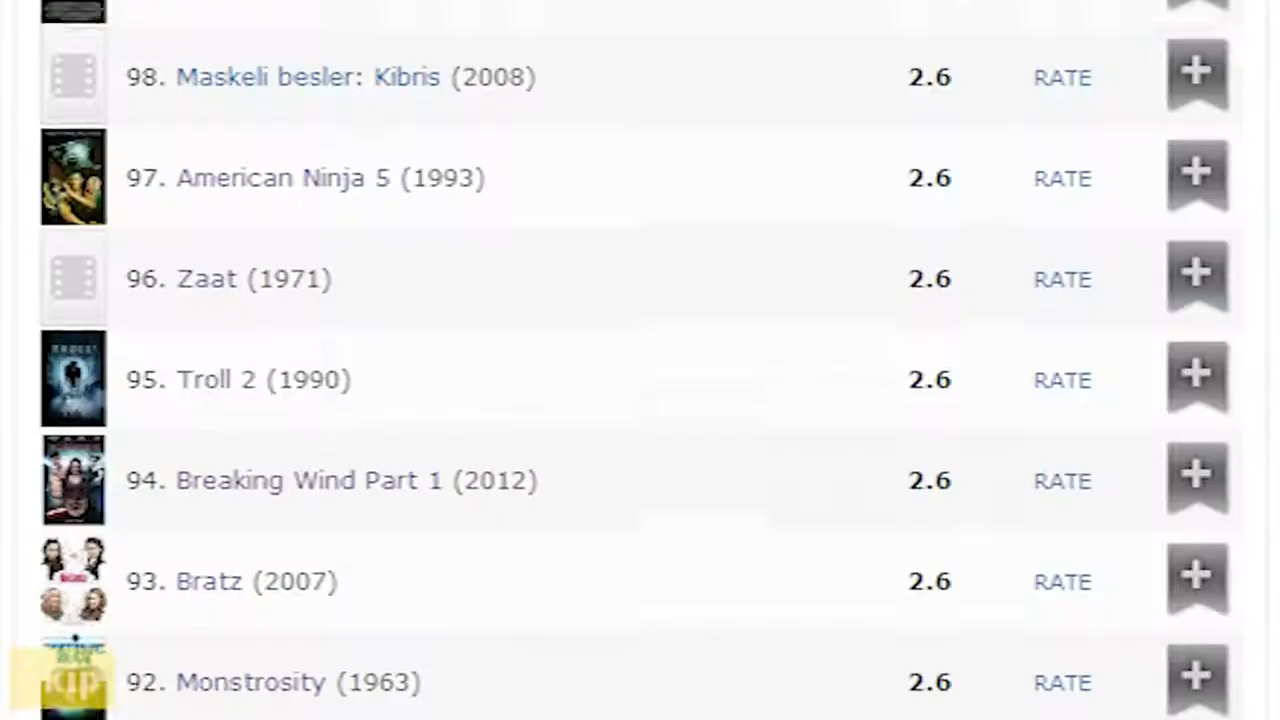 98. Maskeli besler: Kibris (2008) 2.6 RATE
97. American Ninja 5 (1993) 2.6 RATE
96. Zaat (1971) 2.6 RATE
95. Troll 2 (1990) 2.6 RATE
94. Breaking Wind Part 1 (2012) 2.6 RATE
93. Bratz (2007) 2.6 RATE
92. Monstrosity (1963) 2.6 RATE